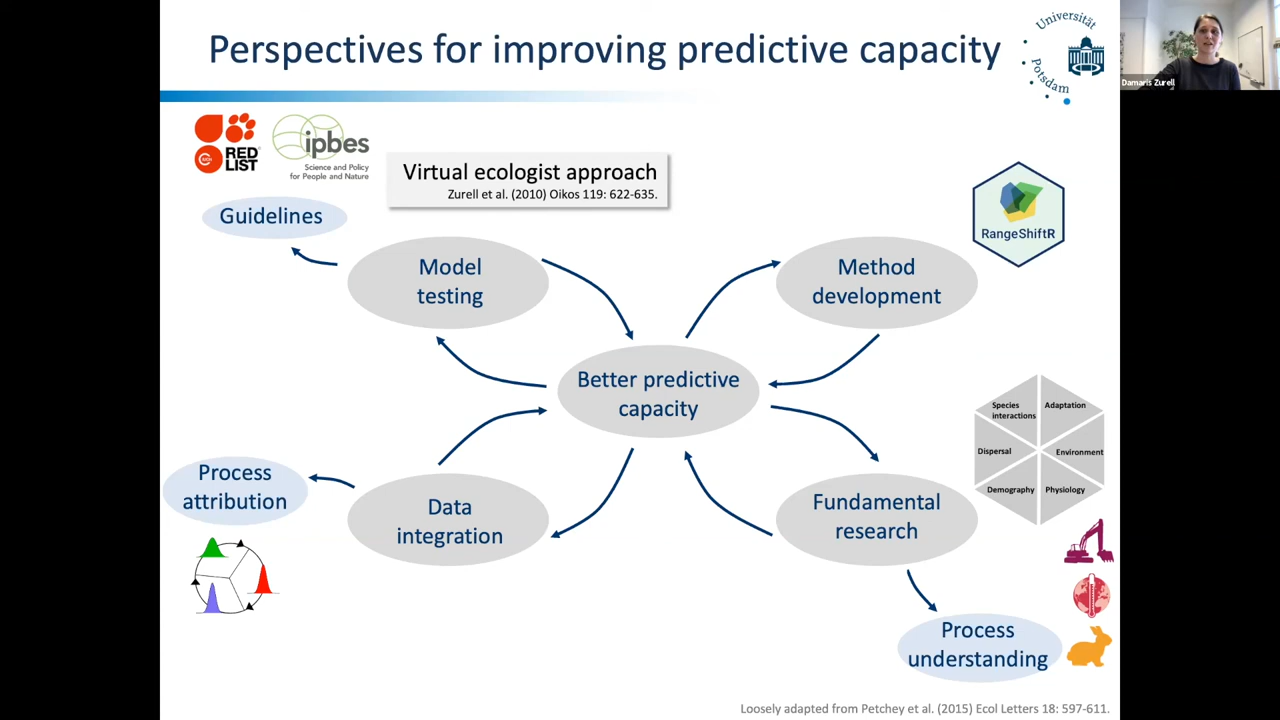 Perspectives for improving predictive capacity
Universität
Potsdam
Damaris Zurell
RED
LIST
ipbes
Science and Policy
for People and Nature
Virtual ecologist approach
Zurell et al. (2010) Oikos 119: 622-635.
RangeShiftR
Guidelines
Model
testing
Method
development
Better predictive
capacity
Species
interactions
Adaptation
Dispersal
Environment
Demography
Physiology
Process
attribution
Data
integration
Fundamental
research
Process
understanding
Loosely adapted from Petchey et al. (2015) Ecol Letters 18: 597-611.